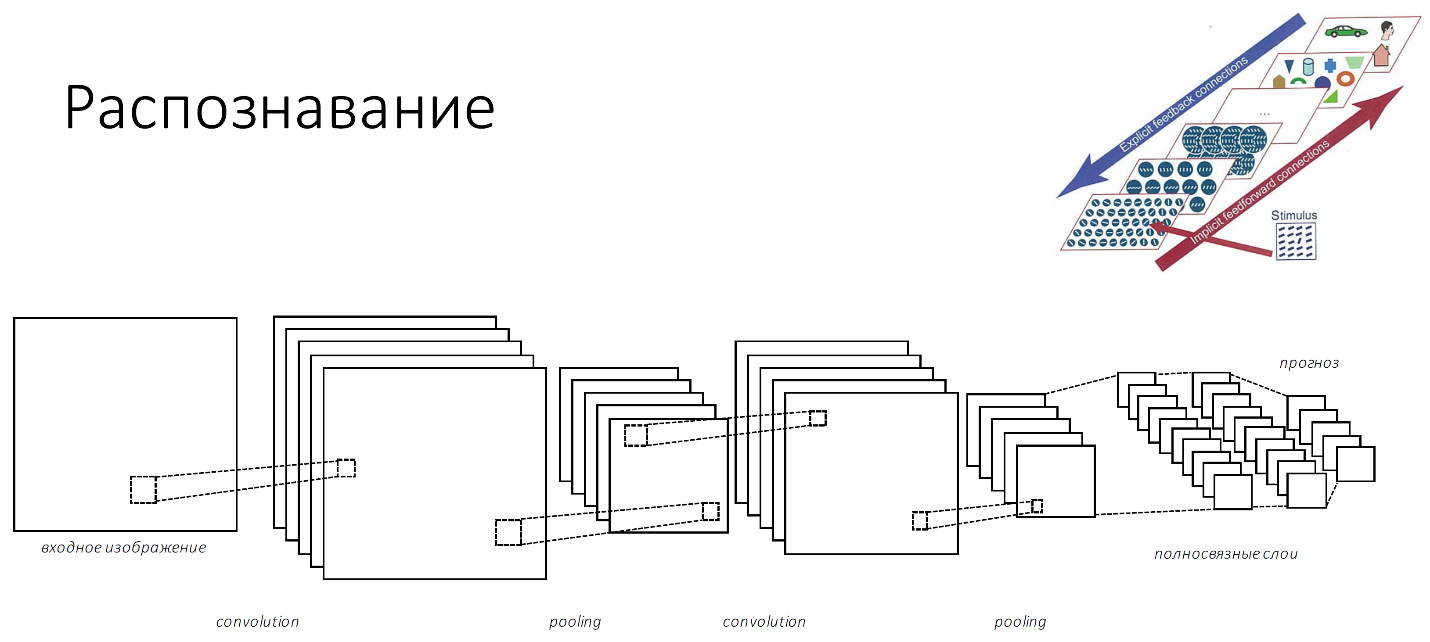 Распознавание
Explicit feedback connections
...
Implicit feedforward connections
Stimulus
прогноз
входное изображение
полносвязные слои
convolution
pooling
convolution
pooling